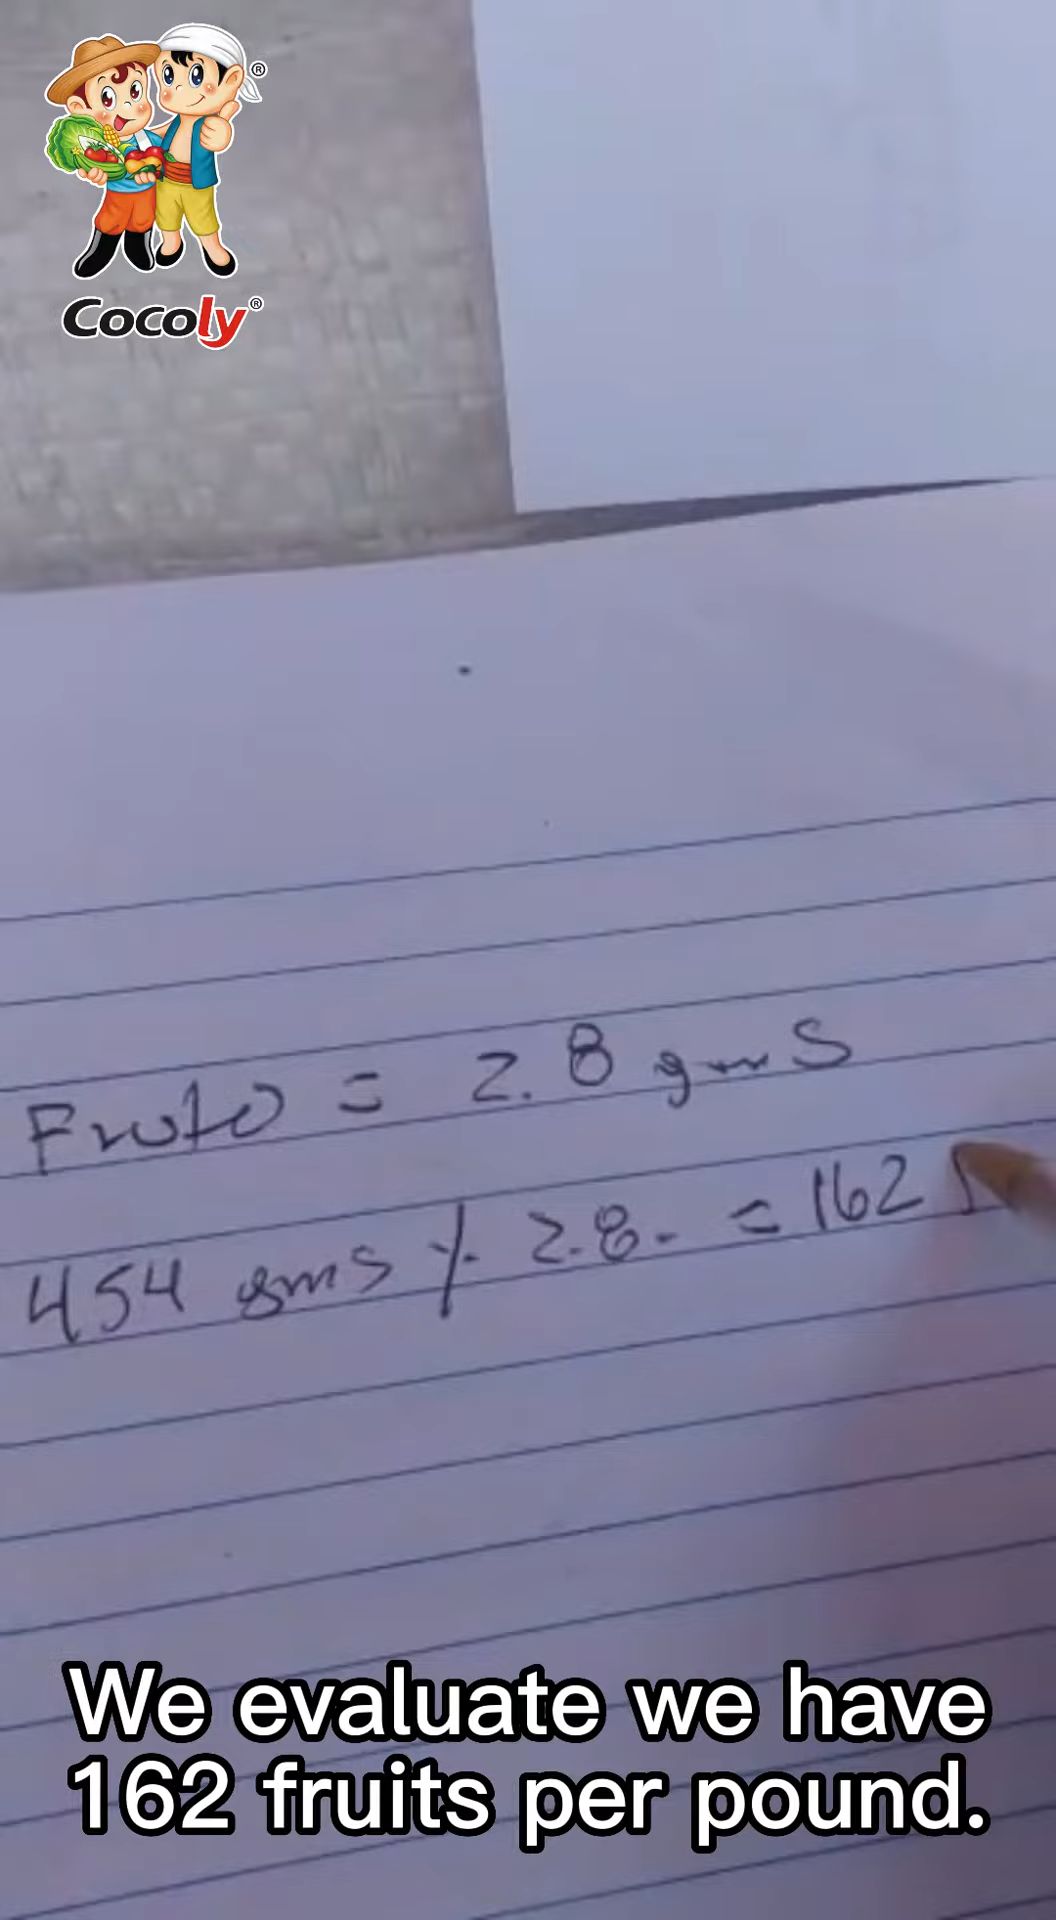 ®
Cocoly®
Fruto = 2.8 gms
454 gms ÷ 2.8. = 162
We evaluate we have
162 fruits per pound.